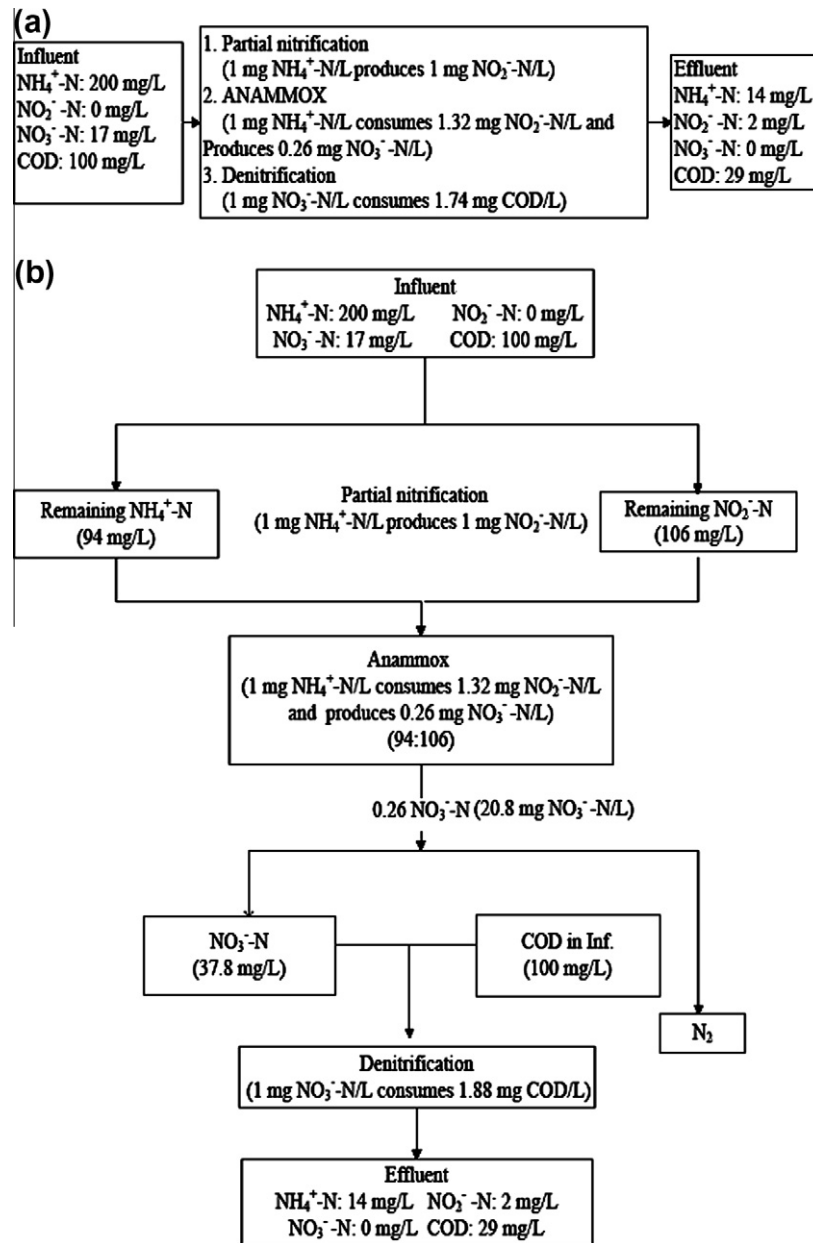 (a)
Influent
NH₄⁺-N: 200 mg/L
NO₂⁻ -N: 0 mg/L
NO₃⁻ -N: 17 mg/L
COD: 100 mg/L
1. Partial nitrification
(1 mg NH₄⁺-N/L produces 1 mg NO₂⁻-N/L)
2. ANAMMOX
(1 mg NH₄⁺-N/L consumes 1.32 mg NO₂⁻-N/L and
Produces 0.26 mg NO₃⁻ -N/L)
3. Denitrification
(1 mg NO₃⁻-N/L consumes 1.74 mg COD/L)
Effluent
NH₄⁺-N: 14 mg/L
NO₂⁻ -N: 2 mg/L
NO₃⁻ -N: 0 mg/L
COD: 29 mg/L
(b)
Influent
NH₄⁺-N: 200 mg/L NO₂⁻ -N: 0 mg/L
NO₃⁻ -N: 17 mg/L COD: 100 mg/L
Remaining NH₄⁺-N
(94 mg/L)
Partial nitrification
(1 mg NH₄⁺-N/L produces 1 mg NO₂⁻-N/L)
Remaining NO₂⁻-N
(106 mg/L)
Anammox
(1 mg NH₄⁺-N/L consumes 1.32 mg NO₂⁻-N/L
and produces 0.26 mg NO₃⁻ -N/L)
(94:106)
0.26 NO₃⁻-N (20.8 mg NO₃⁻ -N/L)
NO₃⁻-N
(37.8 mg/L)
COD in Inf.
(100 mg/L)
N₂
Denitrification
(1 mg NO₃⁻-N/L consumes 1.88 mg COD/L)
Effluent
NH₄⁺-N: 14 mg/L NO₂⁻ -N: 2 mg/L
NO₃⁻ -N: 0 mg/L COD: 29 mg/L